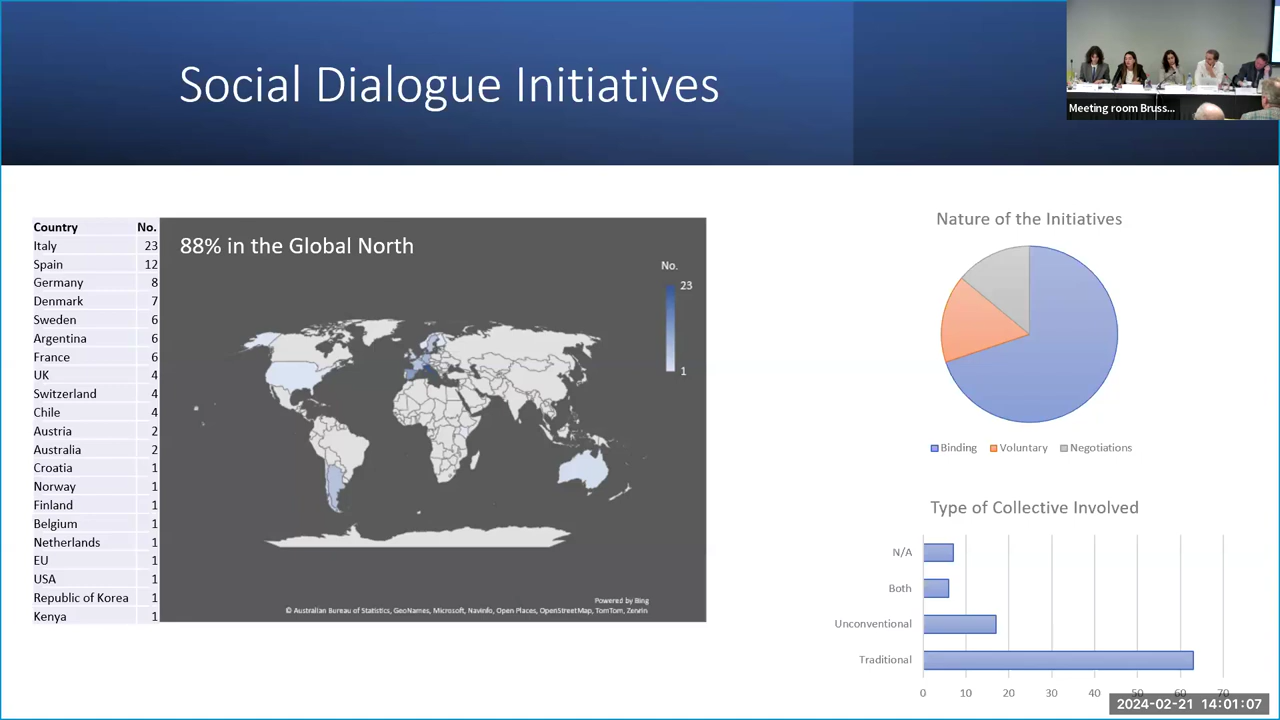 Social Dialogue Initiatives
Meeting room Bruss...
Country No.
Italy 23
Spain 12
Germany 8
Denmark 7
Sweden 6
Argentina 6
France 6
UK 4
Switzerland 4
Chile 4
Austria 2
Australia 2
Croatia 1
Norway 1
Finland 1
Belgium 1
Netherlands 1
EU 1
USA 1
Republic of Korea 1
Kenya 1
88% in the Global North
No.
23
1
Powered by Bing
© Australian Bureau of Statistics, GeoNames, Microsoft, Navinfo, Open Places, OpenStreetMap, TomTom, Zenrin
Nature of the Initiatives
Binding Voluntary Negotiations
Type of Collective Involved
N/A
Both
Unconventional
Traditional
0 10 20 30 40 50 60 70
2024-02-21 14:01:07